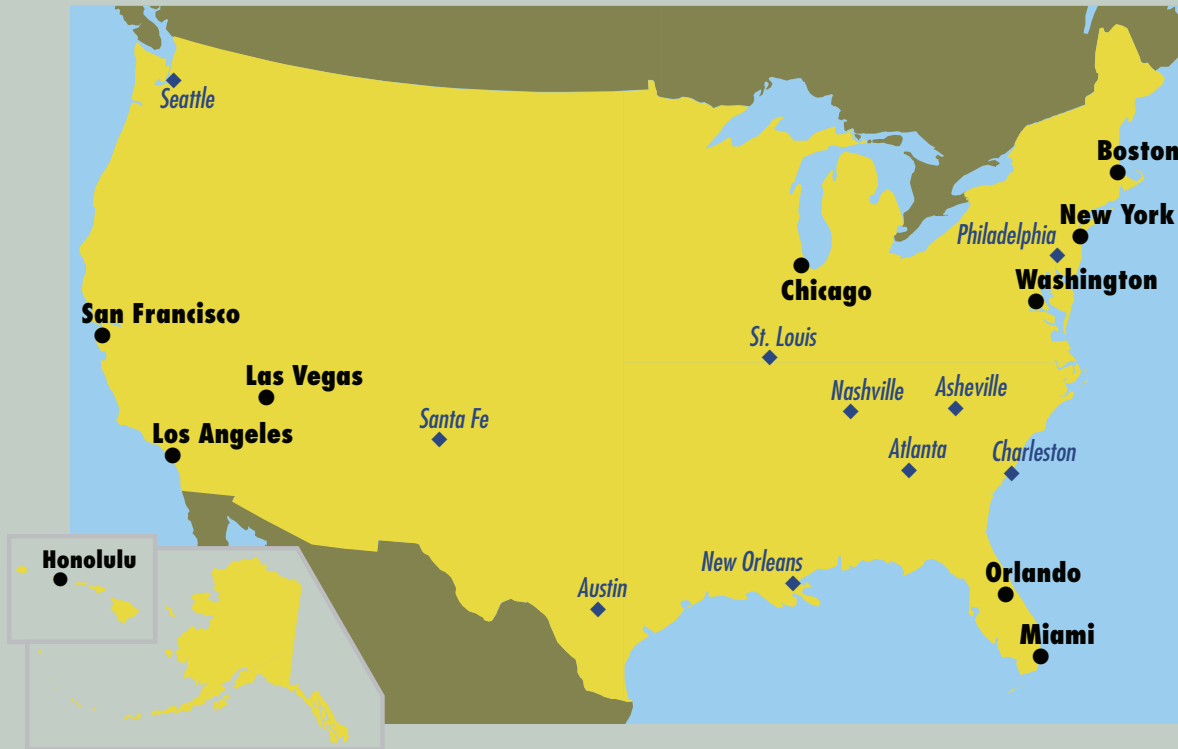 Seattle
Boston
New York
Philadelphia
Washington
Chicago
San Francisco
St. Louis
Las Vegas
Nashville
Asheville
Santa Fe
Los Angeles
Atlanta
Charleston
Honolulu
New Orleans
Orlando
Austin
Miami